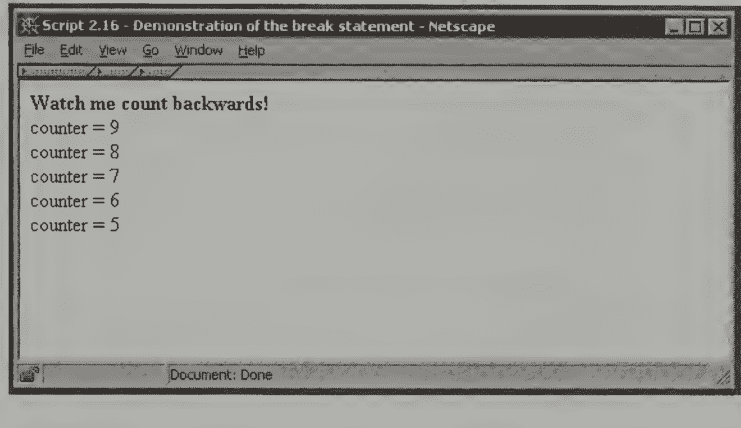 Script 2.16 - Demonstration of the break statement - Netscape
File Edit View Go Window Help
Watch me count backwards!
counter = 9
counter = 8
counter = 7
counter = 6
counter = 5
Document: Done